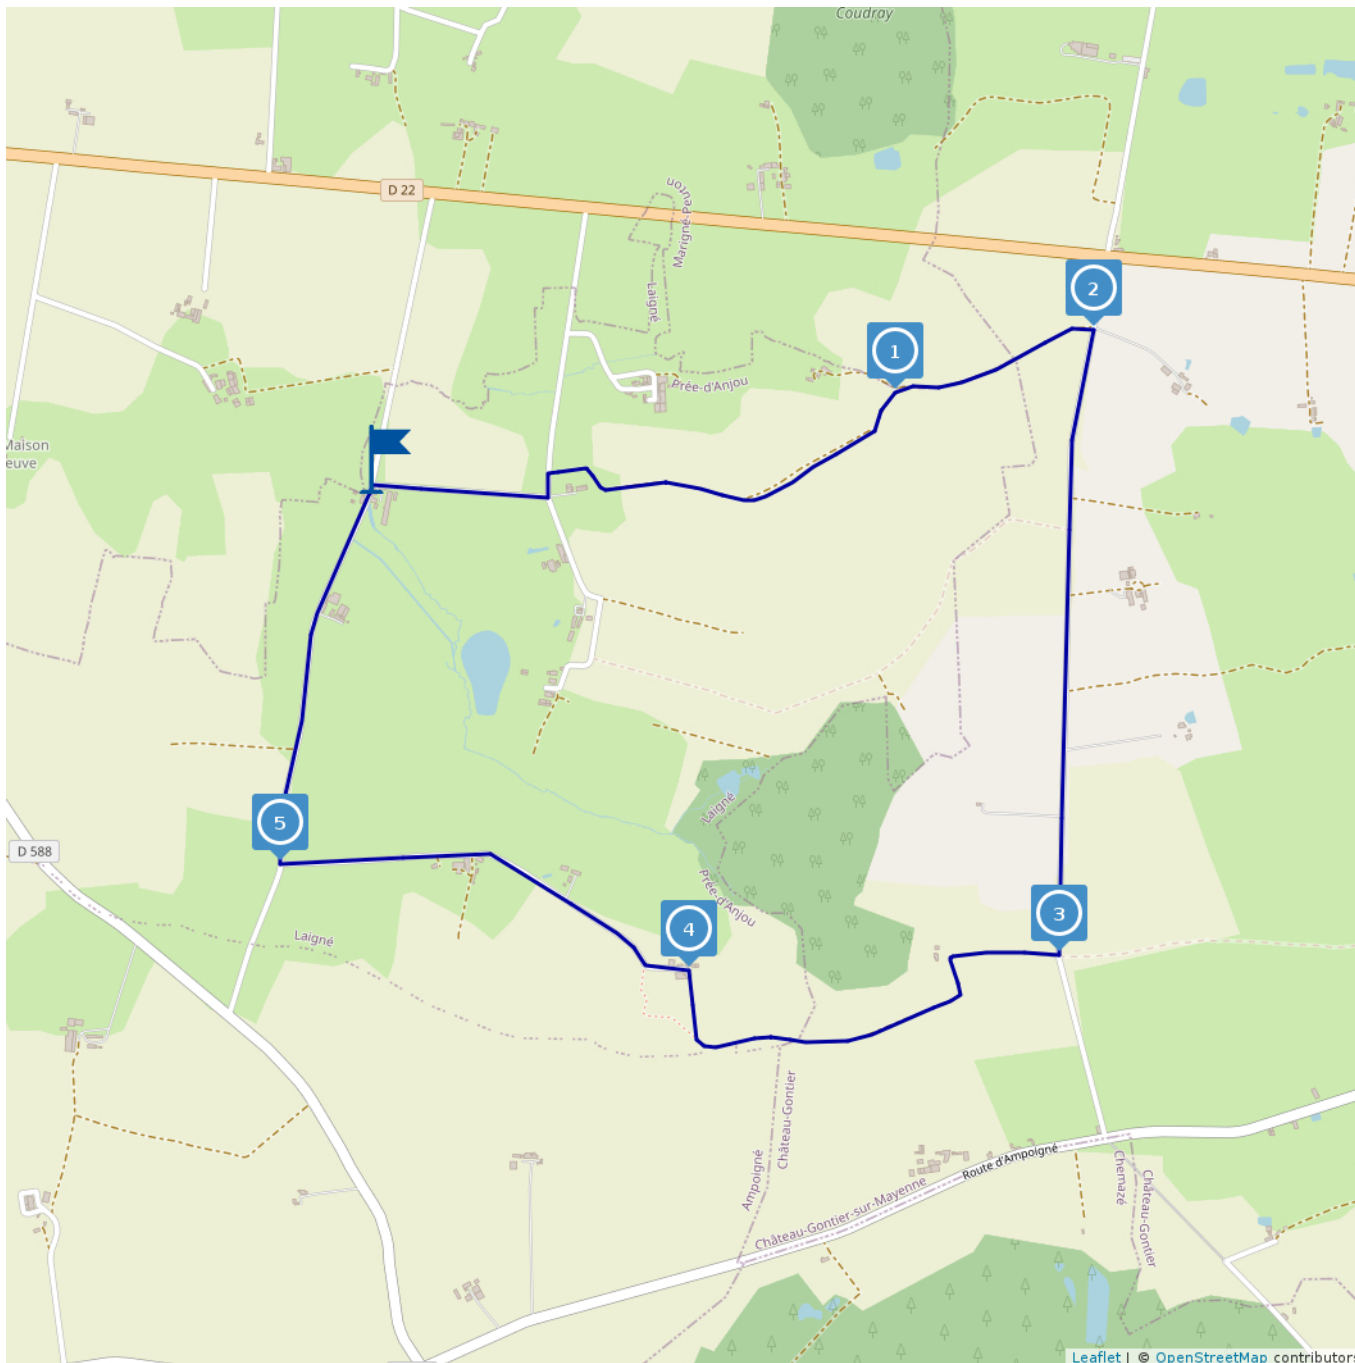 Coudray
D 22
Marigné-Peuton
Laigné
2
1
Prée-d'Anjou
Maison
euve
5
D 588
Laigné
Prée-d'Anjou
4
3
Laigné
Château-Gontier
Ampoigné
Route d'Ampoigné
Château-Gontier-sur-Mayenne
Chemazé
Château-Gontier
Leaflet | © OpenStreetMap contributors